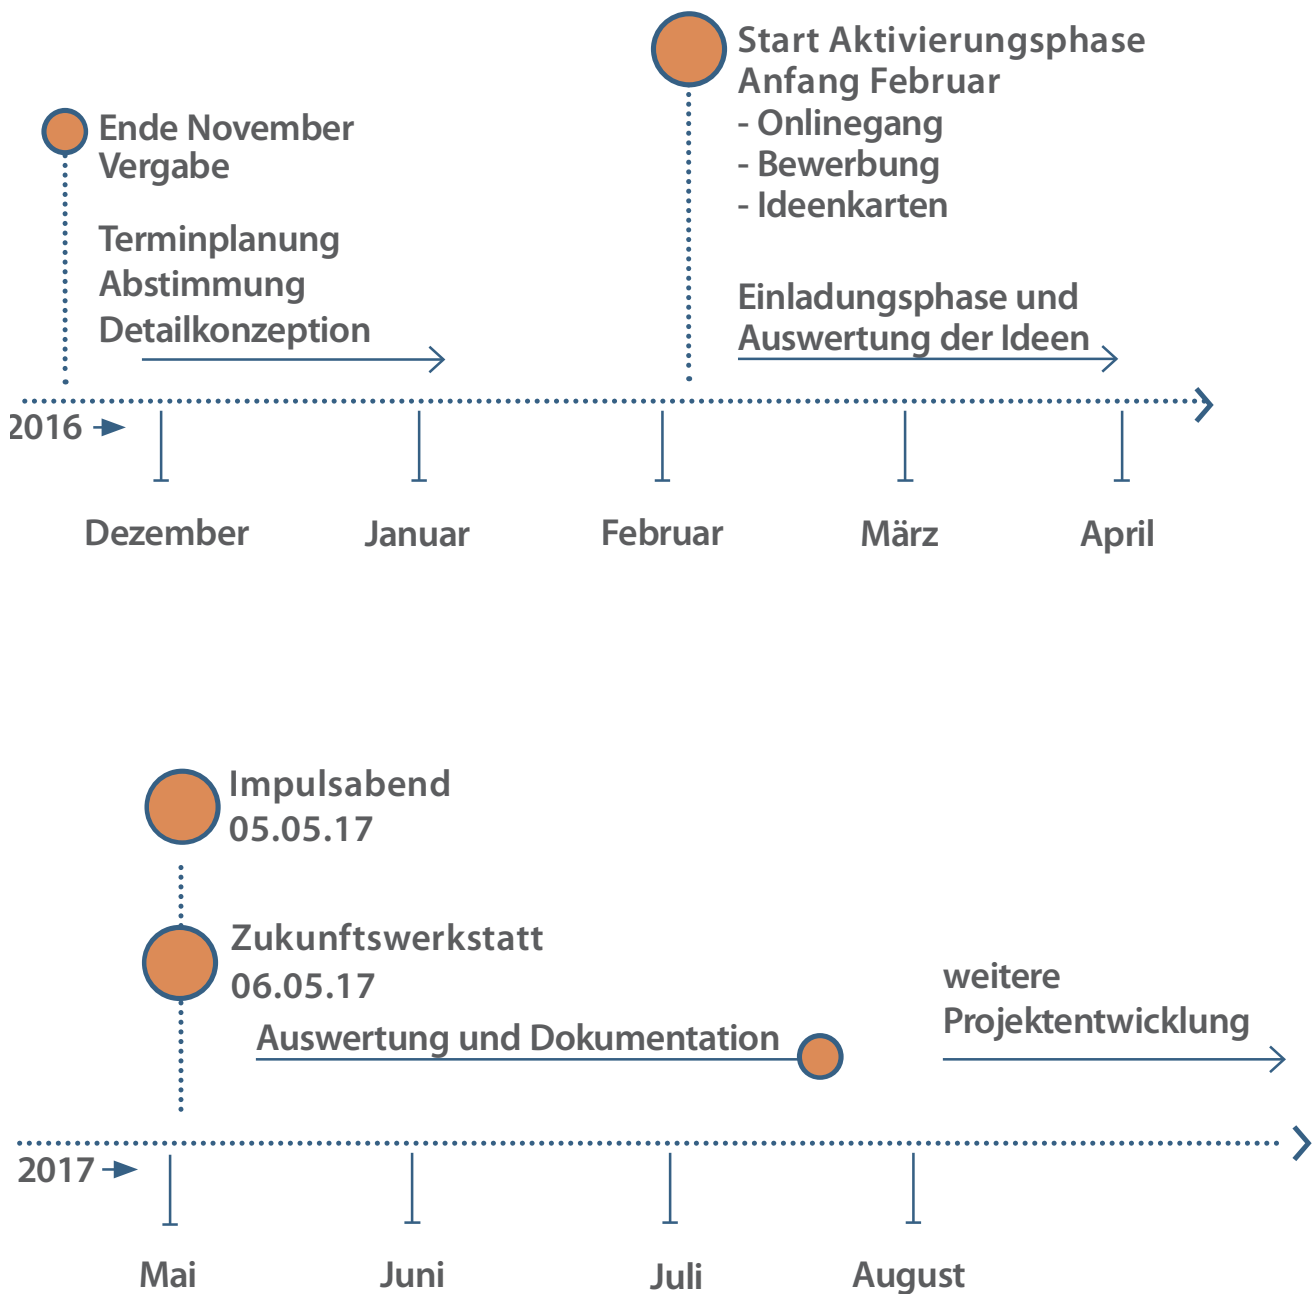 Ende November
Vergabe
Terminplanung
Abstimmung
Detailkonzeption
Start Aktivierungsphase
Anfang Februar
- Onlinegang
- Bewerbung
- Ideenkarten
Einladungsphase und
Auswertung der Ideen
2016
Dezember
Januar
Februar
März
April
Impulsabend
05.05.17
Zukunftswerkstatt
06.05.17
Auswertung und Dokumentation
weitere
Projektentwicklung
2017
Mai
Juni
Juli
August